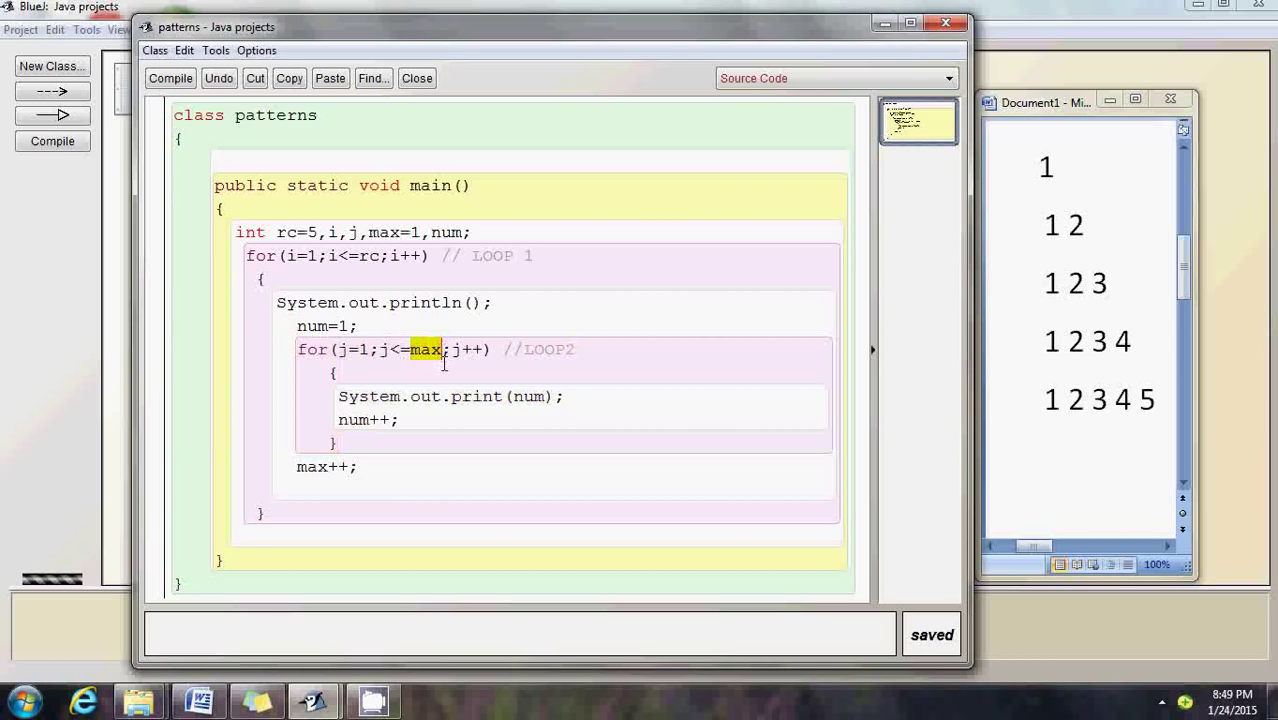 BlueJ: Java projects
Project Edit Tools View
patterns - Java projects
Class Edit Tools Options
New Class...
Compile Undo Cut Copy Paste Find... Close Source Code
Compile
class patterns
{
public static void main()
{
int rc=5,i,j,max=1,num;
for(i=1;i<=rc;i++) // LOOP 1
{
System.out.println();
num=1;
for(j=1;j<=max;j++) //LOOP2
{
System.out.print(num);
num++;
}
max++;
}
}
}
saved
Document1 - Mi...
1
1 2
1 2 3
1 2 3 4
1 2 3 4 5
100%
8:49 PM
1/24/2015